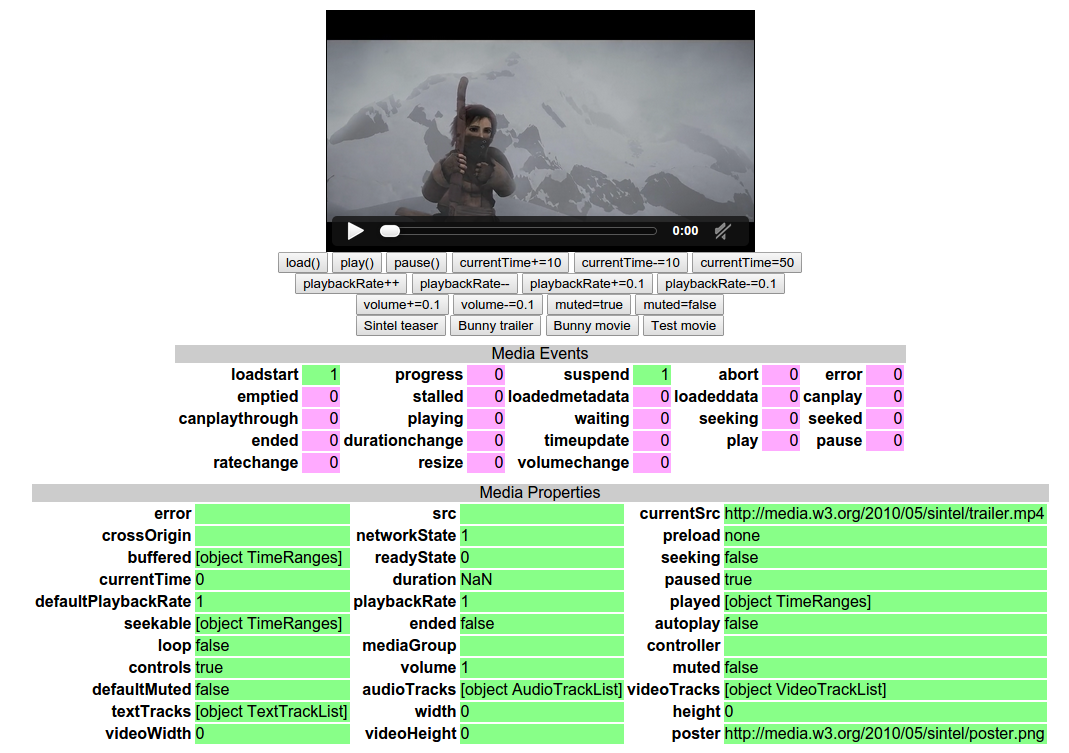 0:00
load() play() pause() currentTime+=10 currentTime-=10 currentTime=50
playbackRate++ playbackRate-- playbackRate+=0.1 playbackRate-=0.1
volume+=0.1 volume-=0.1 muted=true muted=false
Sintel teaser Bunny trailer Bunny movie Test movie
Media Events
loadstart 1 progress 0 suspend 1 abort 0 error 0
emptied 0 stalled 0 loadedmetadata 0 loadeddata 0 canplay 0
canplaythrough 0 playing 0 waiting 0 seeking 0 seeked 0
ended 0 durationchange 0 timeupdate 0 play 0 pause 0
ratechange 0 resize 0 volumechange 0
Media Properties
error src currentSrc http://media.w3.org/2010/05/sintel/trailer.mp4
crossOrigin networkState 1 preload none
buffered [object TimeRanges] readyState 0 seeking false
currentTime 0 duration NaN paused true
defaultPlaybackRate 1 playbackRate 1 played [object TimeRanges]
seekable [object TimeRanges] ended false autoplay false
loop false mediaGroup controller
controls true volume 1 muted false
defaultMuted false audioTracks [object AudioTrackList] videoTracks [object VideoTrackList]
textTracks [object TextTrackList] width 0 height 0
videoWidth 0 videoHeight 0 poster http://media.w3.org/2010/05/sintel/poster.png